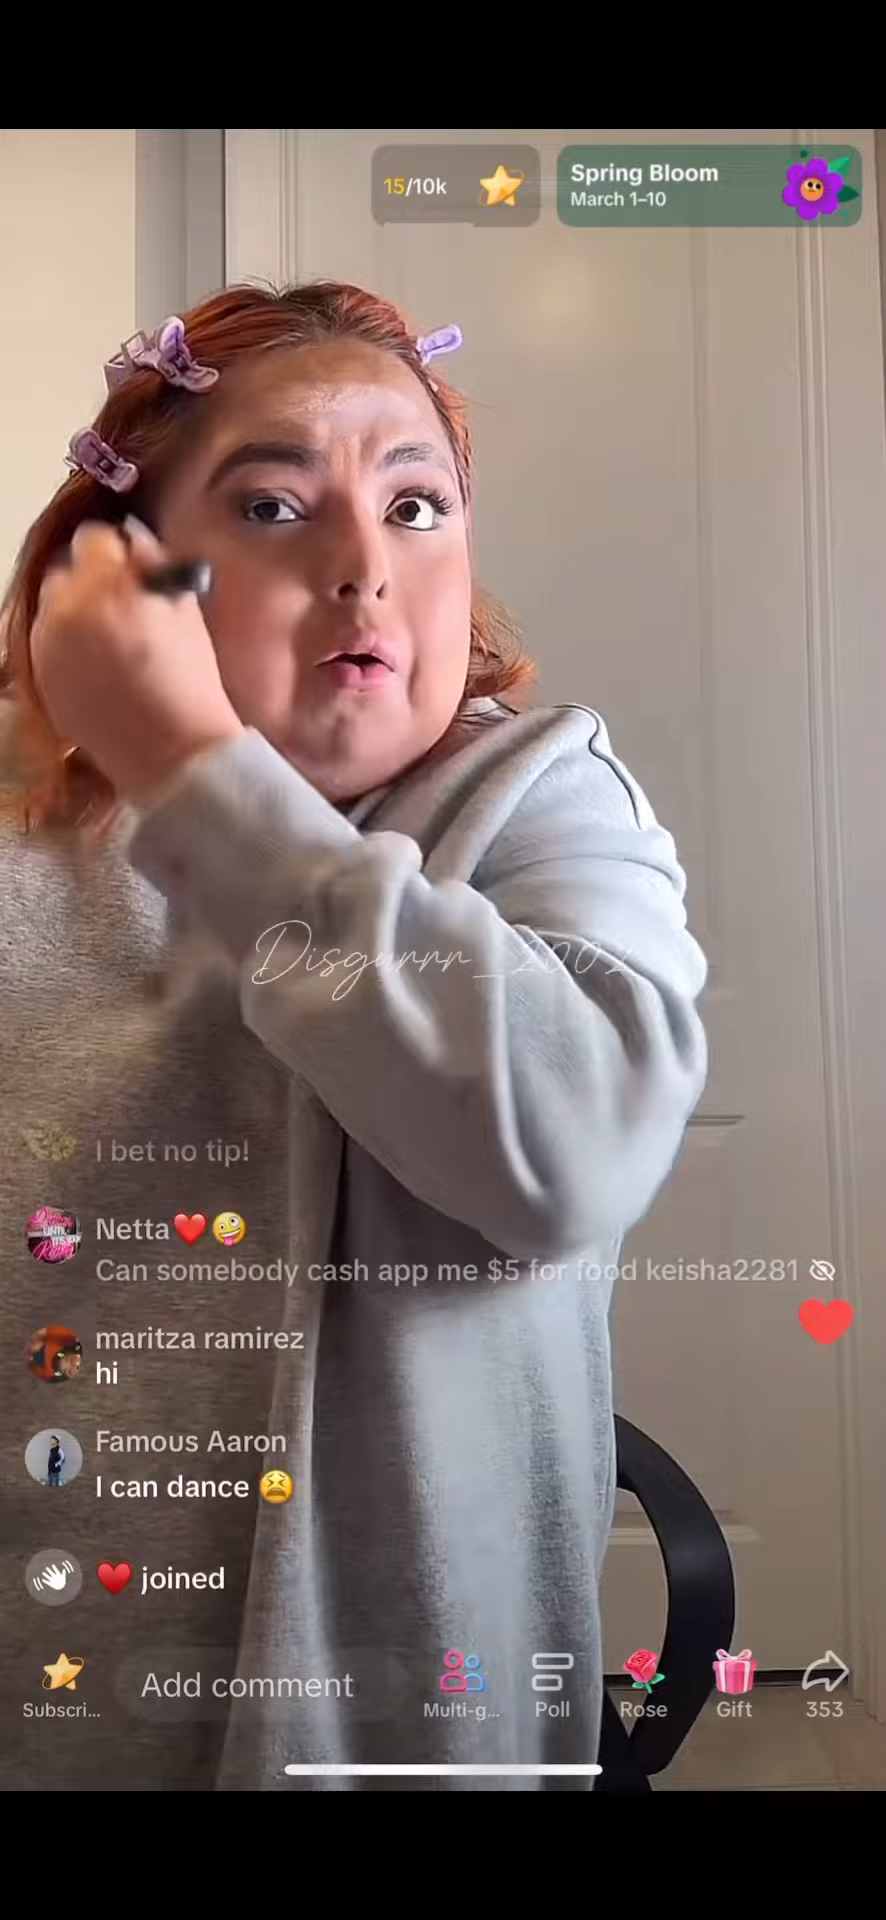 15/10k
Spring Bloom
March 1–10
Disgurrr_2002
I bet no tip!
Netta❤️🤪
Can somebody cash app me $5 for food keisha2281
maritza ramirez
hi
Famous Aaron
I can dance 😫
❤️ joined
Subscri...
Add comment
Multi-g...
Poll
Rose
Gift
353